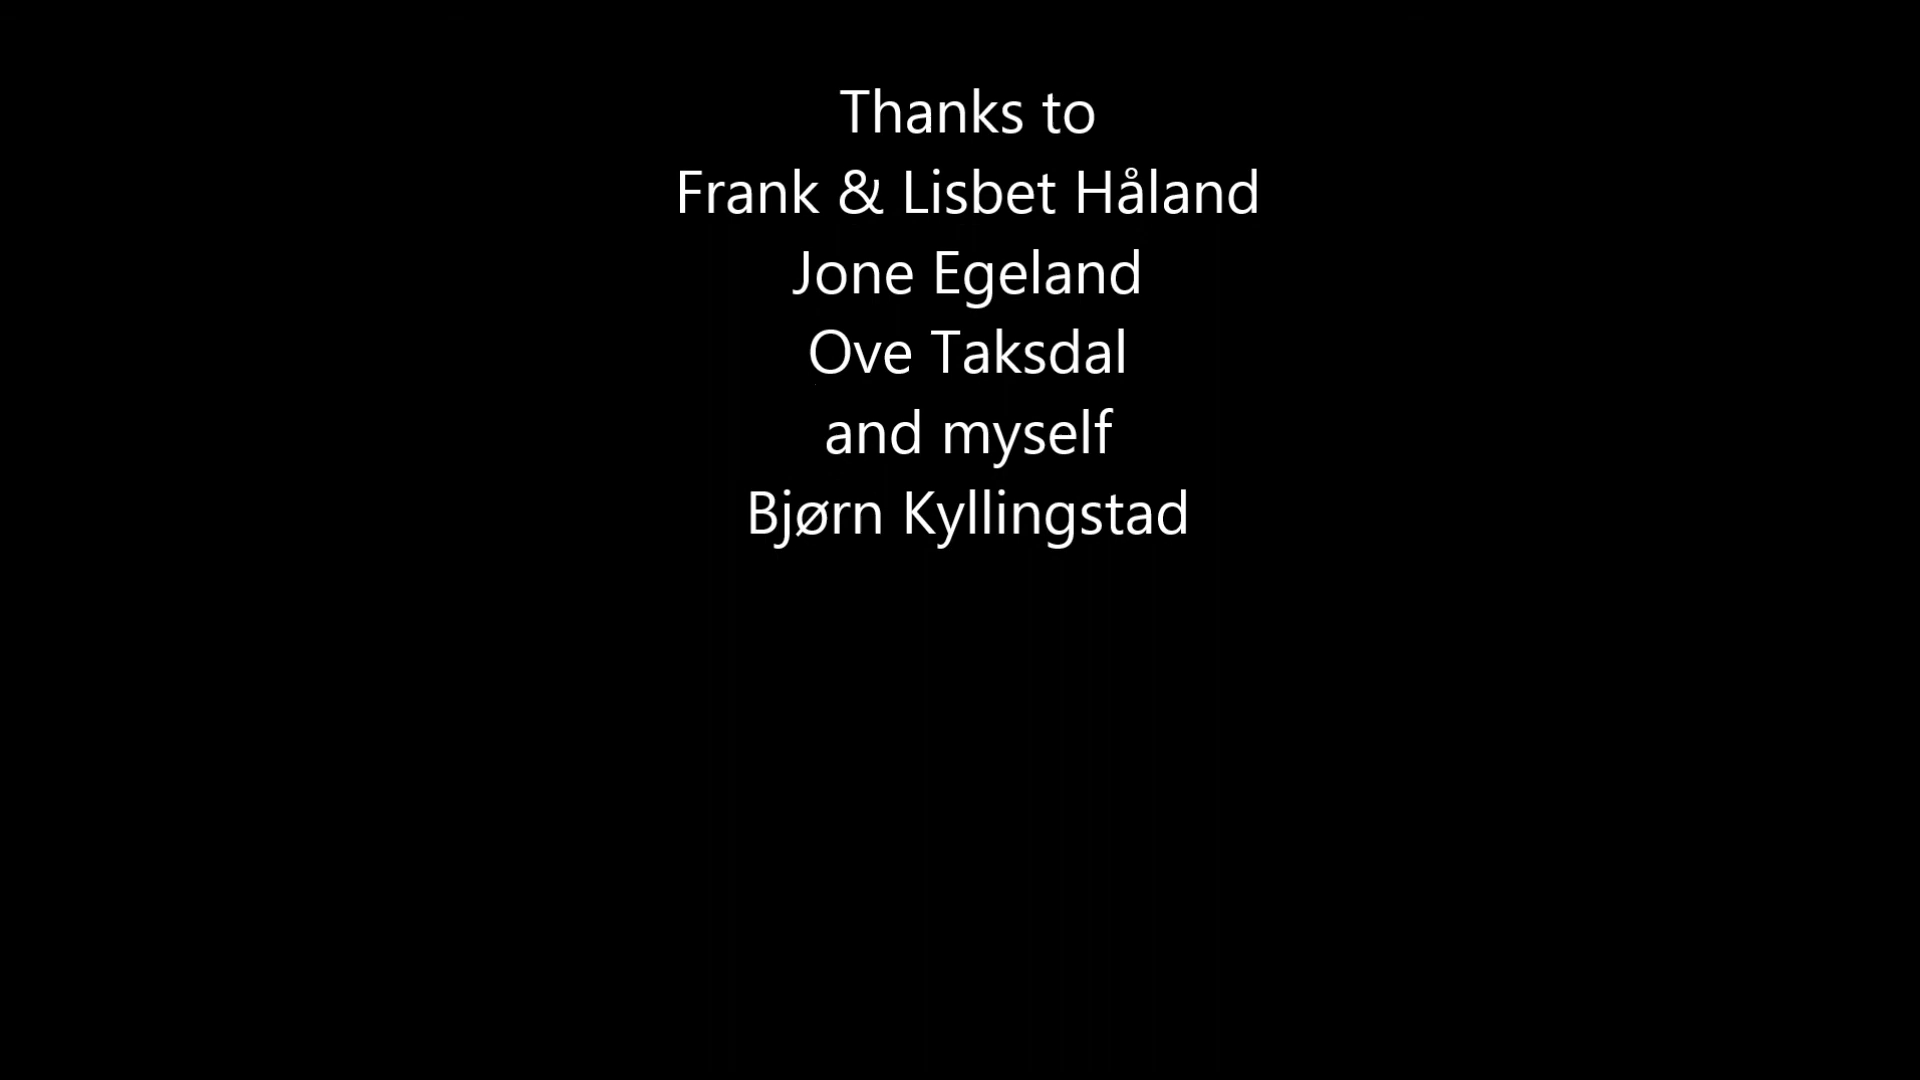 Thanks to
Frank & Lisbet Håland
Jone Egeland
Ove Taksdal
and myself
Bjørn Kyllingstad